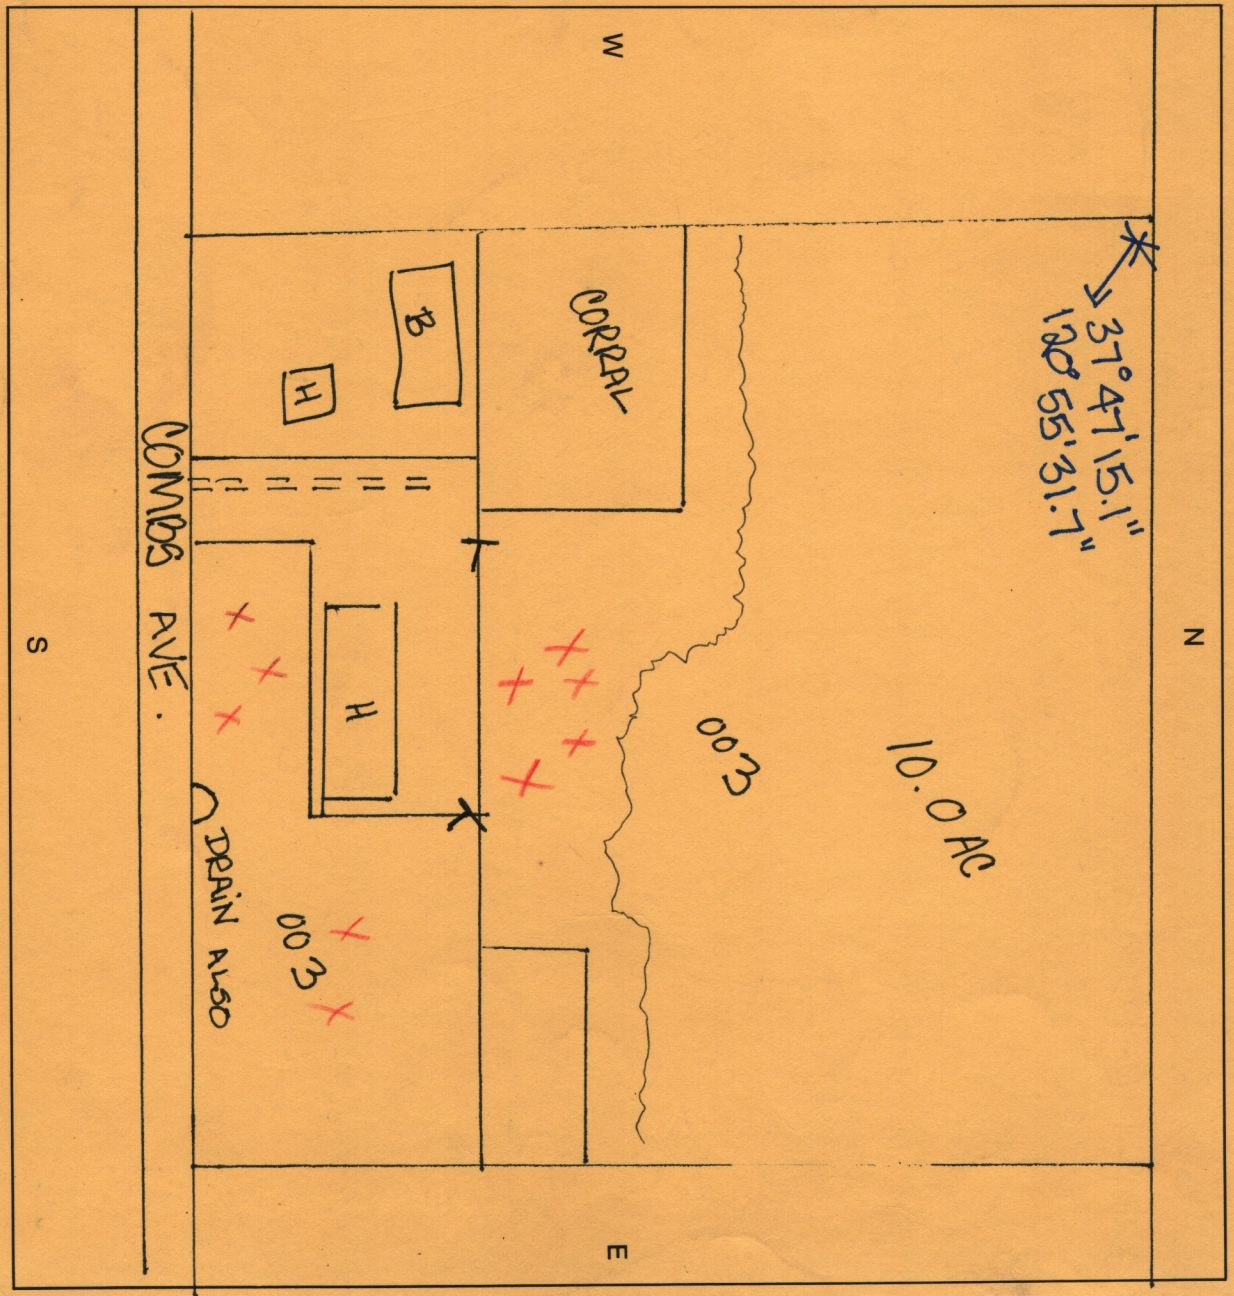 N
37° 47' 15.1"
120° 55' 31.7"
10.0 AC
003
W
CORRAL
B
H
H
E
003
DRAIN ALSO
COMBS AVE.
S